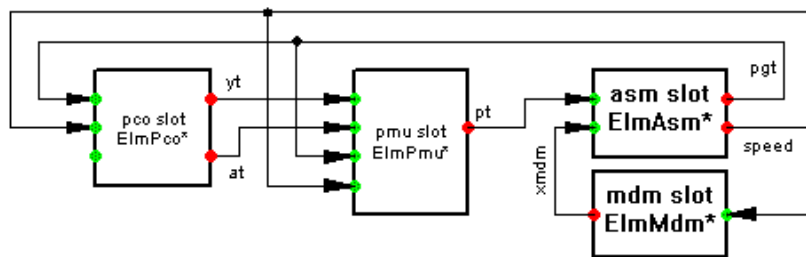 pgt
yt
pco slot
ElmPco*
pmu slot
ElmPmu*
pt
asm slot
ElmAsm*
at
xmdm
speed
mdm slot
ElmMdm*